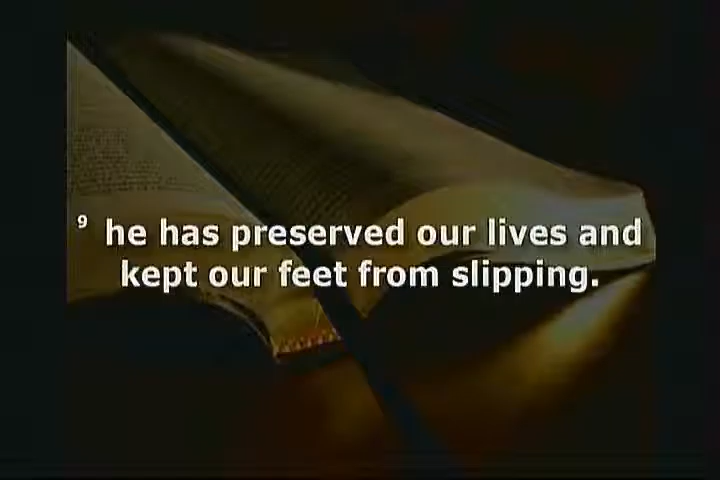 ⁹ he has preserved our lives and
kept our feet from slipping.